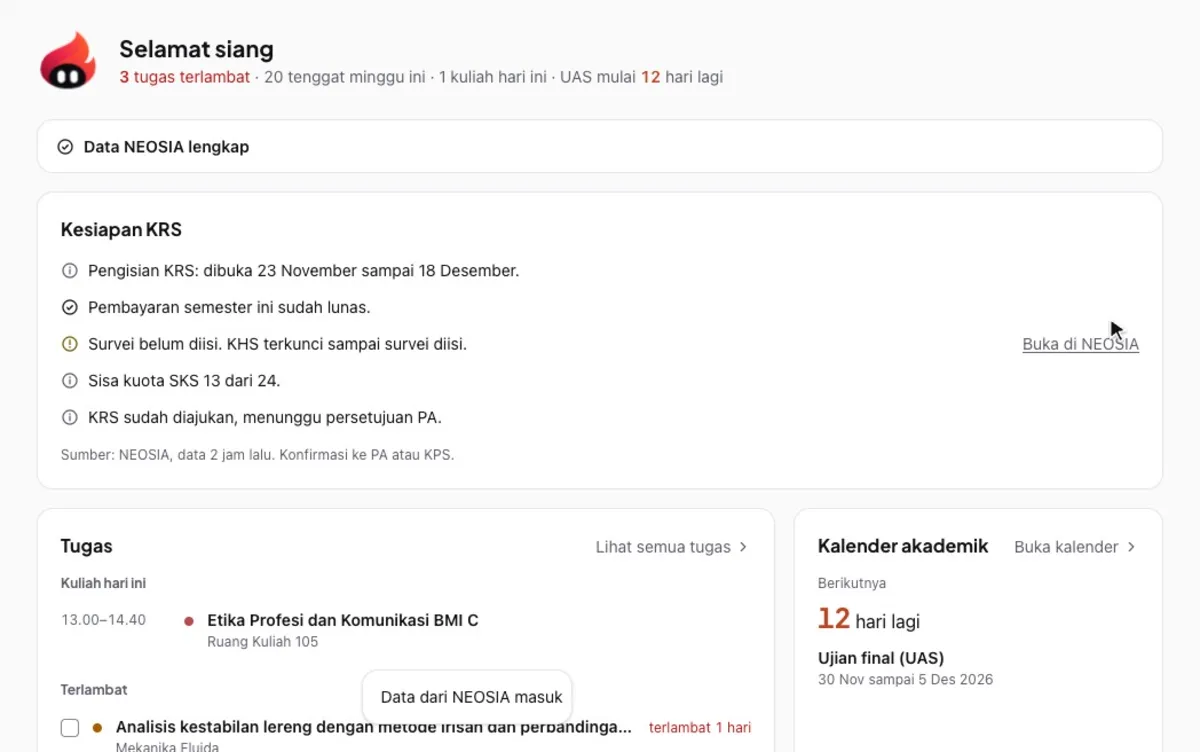 Selamat siang
3 tugas terlambat · 20 tenggat minggu ini · 1 kuliah hari ini · UAS mulai 12 hari lagi
Data NEOSIA lengkap
Kesiapan KRS
Pengisian KRS: dibuka 23 November sampai 18 Desember.
Pembayaran semester ini sudah lunas.
Survei belum diisi. KHS terkunci sampai survei diisi.
Buka di NEOSIA
Sisa kuota SKS 13 dari 24.
KRS sudah diajukan, menunggu persetujuan PA.
Sumber: NEOSIA, data 2 jam lalu. Konfirmasi ke PA atau KPS.
Tugas
Lihat semua tugas
Kuliah hari ini
13.00–14.40
Etika Profesi dan Komunikasi BMI C
Ruang Kuliah 105
Terlambat
Data dari NEOSIA masuk
Analisis kestabilan lereng dengan metode irisan dan perbandinga...
terlambat 1 hari
Mekanika Fluida
Kalender akademik
Buka kalender
Berikutnya
12 hari lagi
Ujian final (UAS)
30 Nov sampai 5 Des 2026